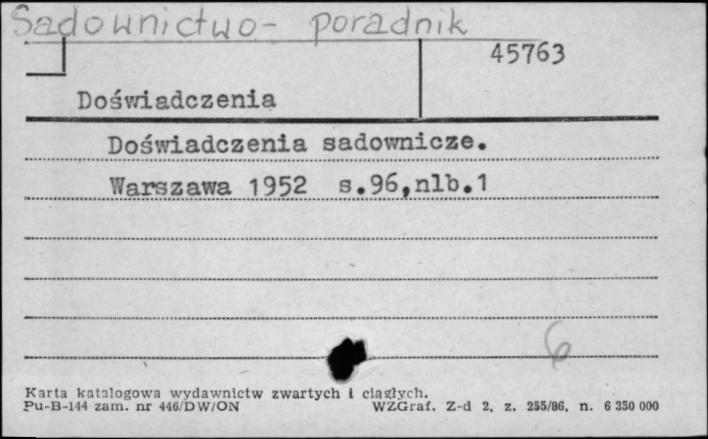 Sadownictwo - poradnik
45763
Doświadczenia
Doświadczenia sadownicze.
Warszawa 1952 s.96,nlb.1
6
Karta katalogowa wydawnictw zwartych i ciągłych.
Pu-B-144 zam. nr 446/DW/ON WZGraf. Z-d 2, z. 255/86, n. 6 350 000